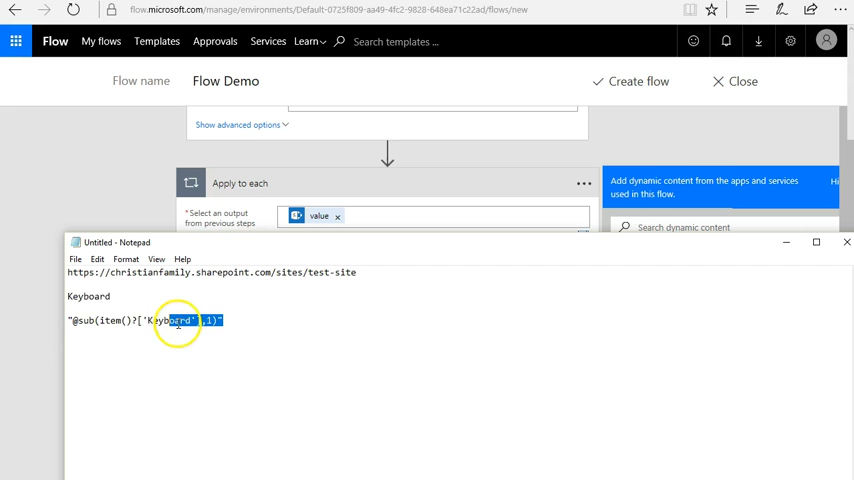 flow.microsoft.com/manage/environments/Default-0725f809-aa49-4fc2-9828-648ea71c22ad/flows/new
Flow My flows Templates Approvals Services Learn Search templates ...
Flow name Flow Demo Create flow Close
Show advanced options
Apply to each ...
Add dynamic content from the apps and services used in this flow. Hi
* Select an output from previous steps
value x
Search dynamic content
Untitled - Notepad
File Edit Format View Help
https://christianfamily.sharepoint.com/sites/test-site
Keyboard
"@sub(item()?['Keyboard'],1)"